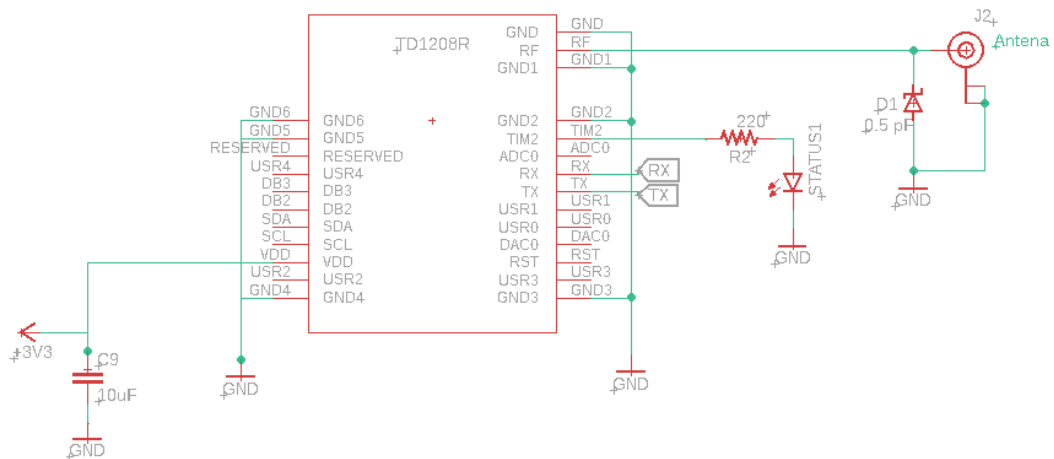 TD1208R
GND6
GND5
RESERVED
USR4
DB3
DB2
SDA
SCL
VDD
USR2
GND4
GND6
GND5
RESERVED
USR4
DB3
DB2
SDA
SCL
VDD
USR2
GND4
GND
RF
GND1
GND2
TIM2
ADC0
RX
TX
USR1
USR0
DAC0
RST
USR3
GND3
GND
RF
GND1
GND2
TIM2
ADC0
RX
TX
USR1
USR0
DAC0
RST
USR3
GND3
RX
TX
220
R2
STATUS1
GND
J2
Antena
D1
0.5 pF
GND
+3V3
C9
10uF
GND
GND
GND